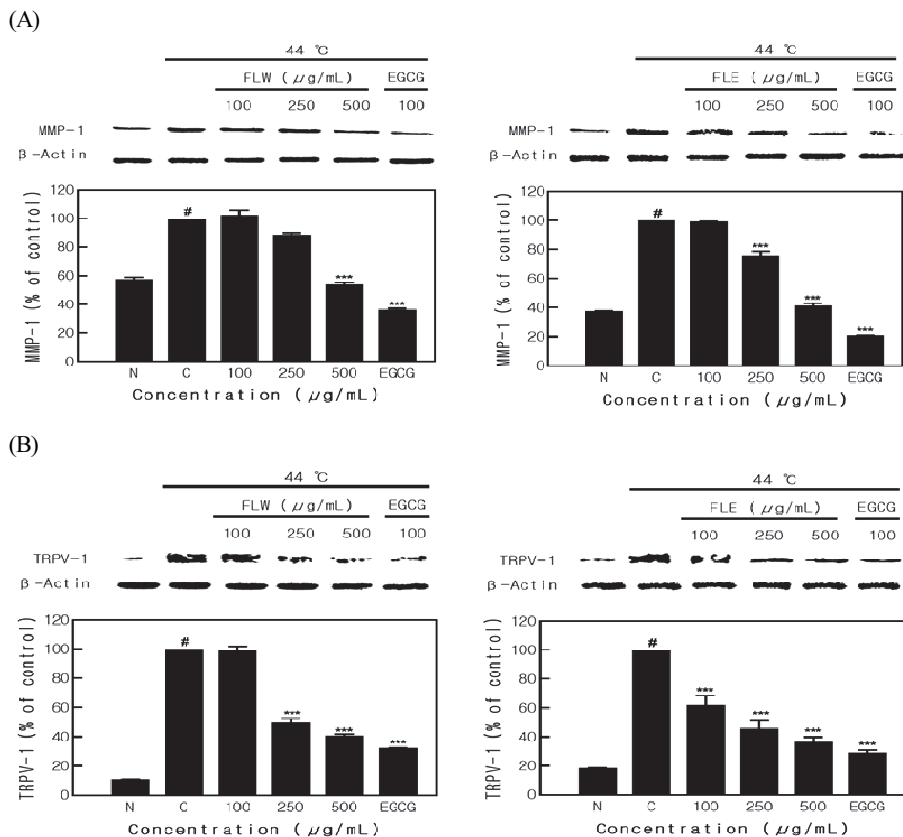 (A)
44 ℃
FLW (μg/mL) EGCG
100 250 500 100
MMP-1
β-Actin
MMP-1 (% of control)
120
100
80
60
40
20
0
#
***
***
N C 100 250 500 EGCG
Concentration (μg/mL)
44 ℃
FLE (μg/mL) EGCG
100 250 500 100
MMP-1
β-Actin
MMP-1 (% of control)
120
100
80
60
40
20
0
#
***
***
***
N C 100 250 500 EGCG
Concentration (μg/mL)
(B)
44 ℃
FLW (μg/mL) EGCG
100 250 500 100
TRPV-1
β-Actin
TRPV-1 (% of control)
120
100
80
60
40
20
0
#
***
***
***
N C 100 250 500 EGCG
Concentration (μg/mL)
44 ℃
FLE (μg/mL) EGCG
100 250 500 100
TRPV-1
β-Actin
TRPV-1 (% of control)
120
100
80
60
40
20
0
#
***
***
***
***
N C 100 250 500 EGCG
Concentration (μg/mL)